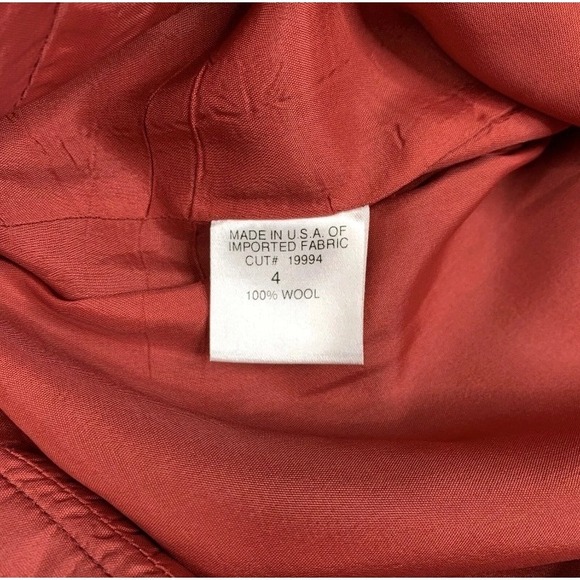 MADE IN U.S.A. OF
IMPORTED FABRIC
CUT# 19994
4
100% WOOL